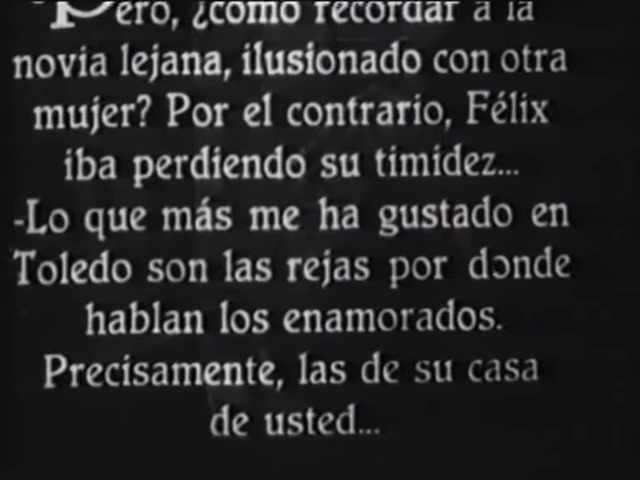 Pero, ¿como recordar a la
novia lejana, ilusionado con otra
mujer? Por el contrario, Félix
iba perdiendo su timidez...
-Lo que más me ha gustado en
Toledo son las rejas por donde
hablan los enamorados.
Precisamente, las de su casa
de usted...